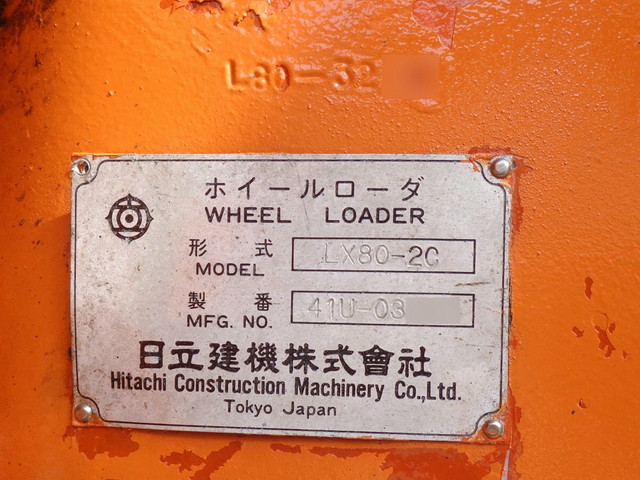 L80-32
ホイールローダ
WHEEL LOADER
形式 LX80-2C
MODEL
製番 41U-03
MFG. NO.
日立建機株式會社
Hitachi Construction Machinery Co.,Ltd.
Tokyo Japan